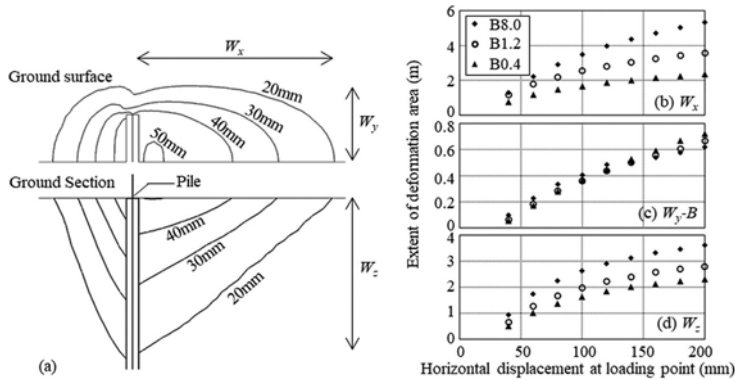 Ground surface
Wx
Wy
20mm
30mm
40mm
50mm
Ground Section
Pile
40mm
30mm
20mm
Wz
(a)
Extent of deformation area (m)
6
4
2
0
B8.0
B1.2
B0.4
(b) Wx
0.8
0.6
0.4
0.2
0
(c) Wy-B
4
3
2
1
0
(d) Wz
0 50 100 150 200
Horizontal displacement at loading point (mm)